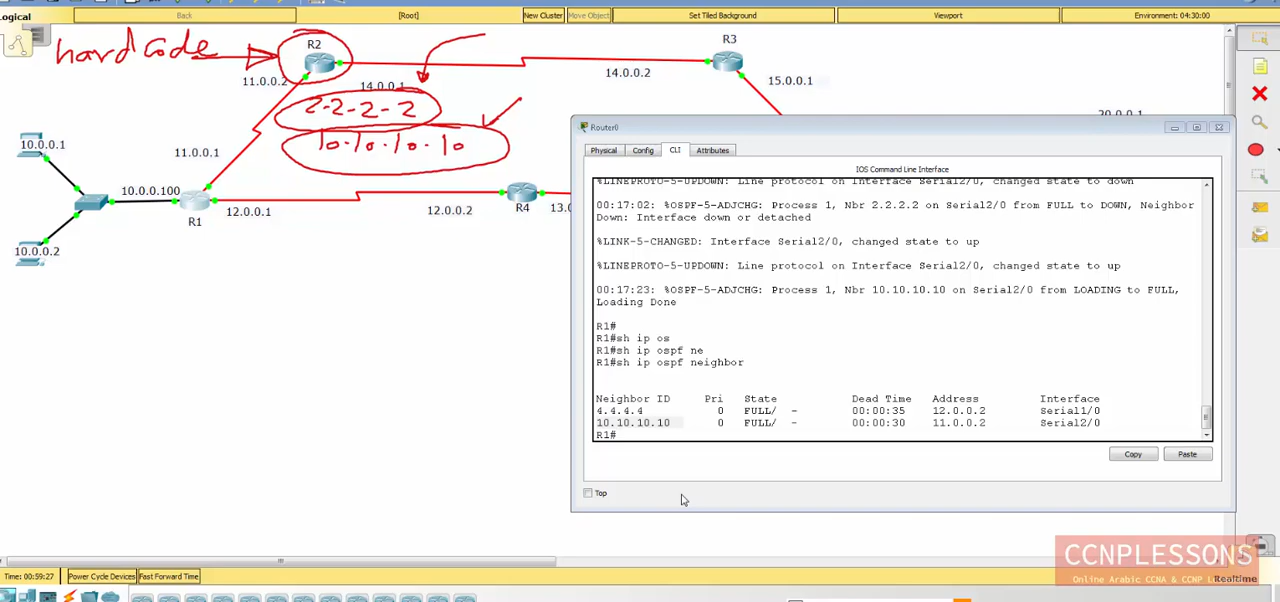 Logical
Back
[Root]
New Cluster
Move Object
Set Tiled Background
Viewport
Environment: 04:30:00
hard code
R2
R3
11.0.0.2
14.0.0.1
14.0.0.2
15.0.0.1
20.0.0.1
2-2-2-2
10.10.10.10
10.0.0.1
11.0.0.1
10.0.0.100
R1
12.0.0.1
12.0.0.2
R4
13.0
10.0.0.2
Router0
Physical
Config
CLI
Attributes
IOS Command Line Interface
%LINEPROTO-5-UPDOWN: Line protocol on Interface Serial2/0, changed state to down
00:17:02: %OSPF-5-ADJCHG: Process 1, Nbr 2.2.2.2 on Serial2/0 from FULL to DOWN, Neighbor
Down: Interface down or detached
%LINK-5-CHANGED: Interface Serial2/0, changed state to up
%LINEPROTO-5-UPDOWN: Line protocol on Interface Serial2/0, changed state to up
00:17:23: %OSPF-5-ADJCHG: Process 1, Nbr 10.10.10.10 on Serial2/0 from LOADING to FULL,
Loading Done
R1#
R1#sh ip os
R1#sh ip ospf ne
R1#sh ip ospf neighbor
Neighbor ID Pri State Dead Time Address Interface
4.4.4.4 0 FULL/ - 00:00:35 12.0.0.2 Serial1/0
10.10.10.10 0 FULL/ - 00:00:30 11.0.0.2 Serial2/0
R1#
Copy
Paste
Top
Time: 00:59:27
Power Cycle Devices
Fast Forward Time
CCNPLESSONS
Online Arabic CCNA & CCNP Lessons
Realtime